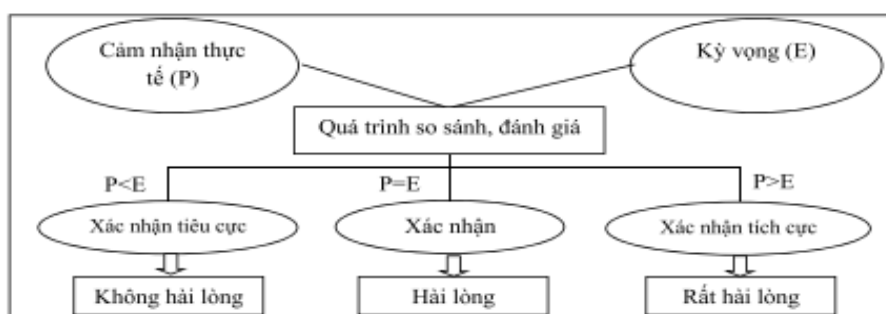 Cảm nhận thực
tế (P)
Kỳ vọng (E)
Quá trình so sánh, đánh giá
P<E
P=E
P>E
Xác nhận tiêu cực
Xác nhận
Xác nhận tích cực
Không hài lòng
Hài lòng
Rất hài lòng